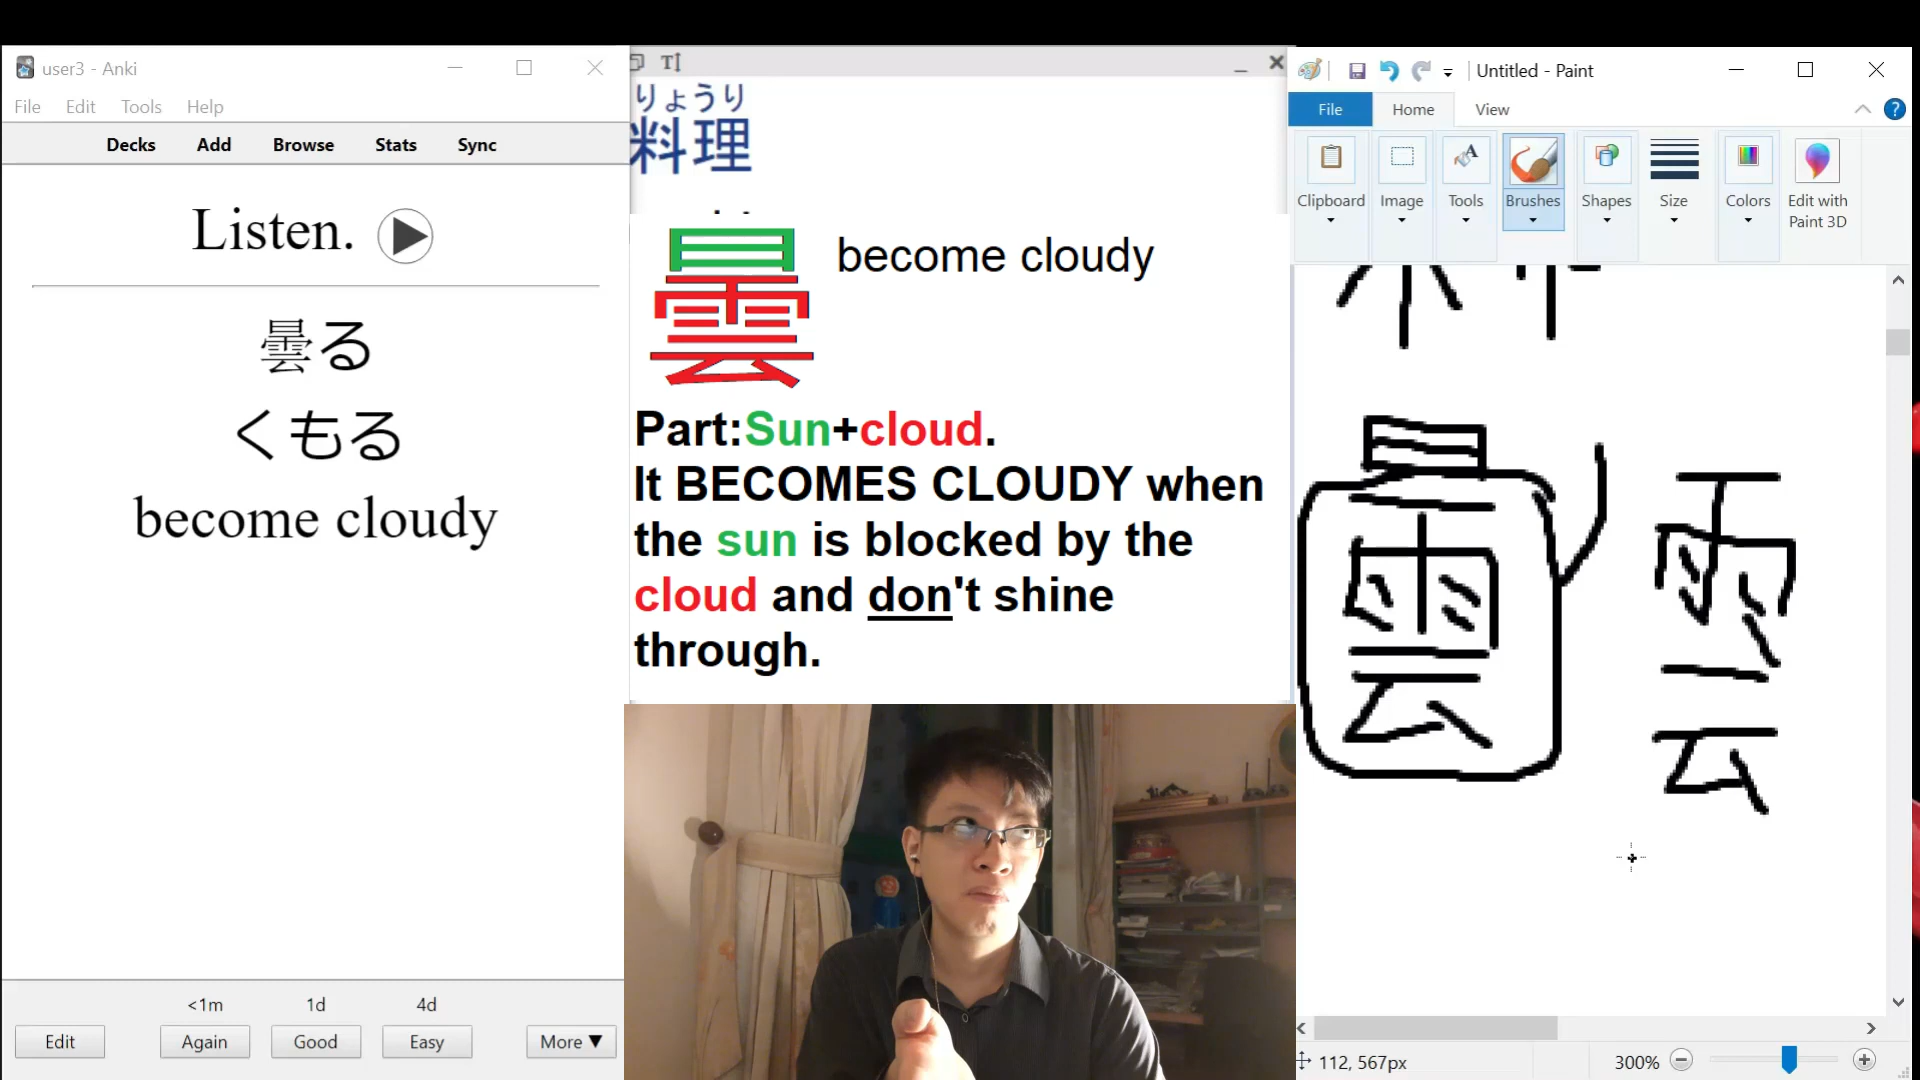 user3 - Anki
File Edit Tools Help
Decks Add Browse Stats Sync
Listen.
曇る
くもる
become cloudy
<1m 1d 4d
Edit Again Good Easy More ▼
りょうり
料理
曇 become cloudy
Part:Sun+cloud.
It BECOMES CLOUDY when
the sun is blocked by the
cloud and don't shine
through.
Untitled - Paint
File Home View
Clipboard Image Tools Brushes Shapes Size Colors Edit with
Paint 3D
曇
雲
112, 567px
300%